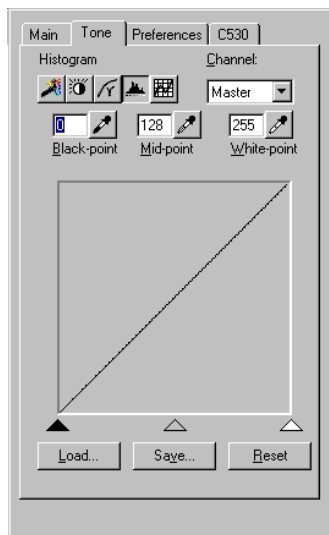 Main Tone Preferences C530
Histogram Channel:
Master
0 128 255
Black-point Mid-point White-point
Load... Save... Reset